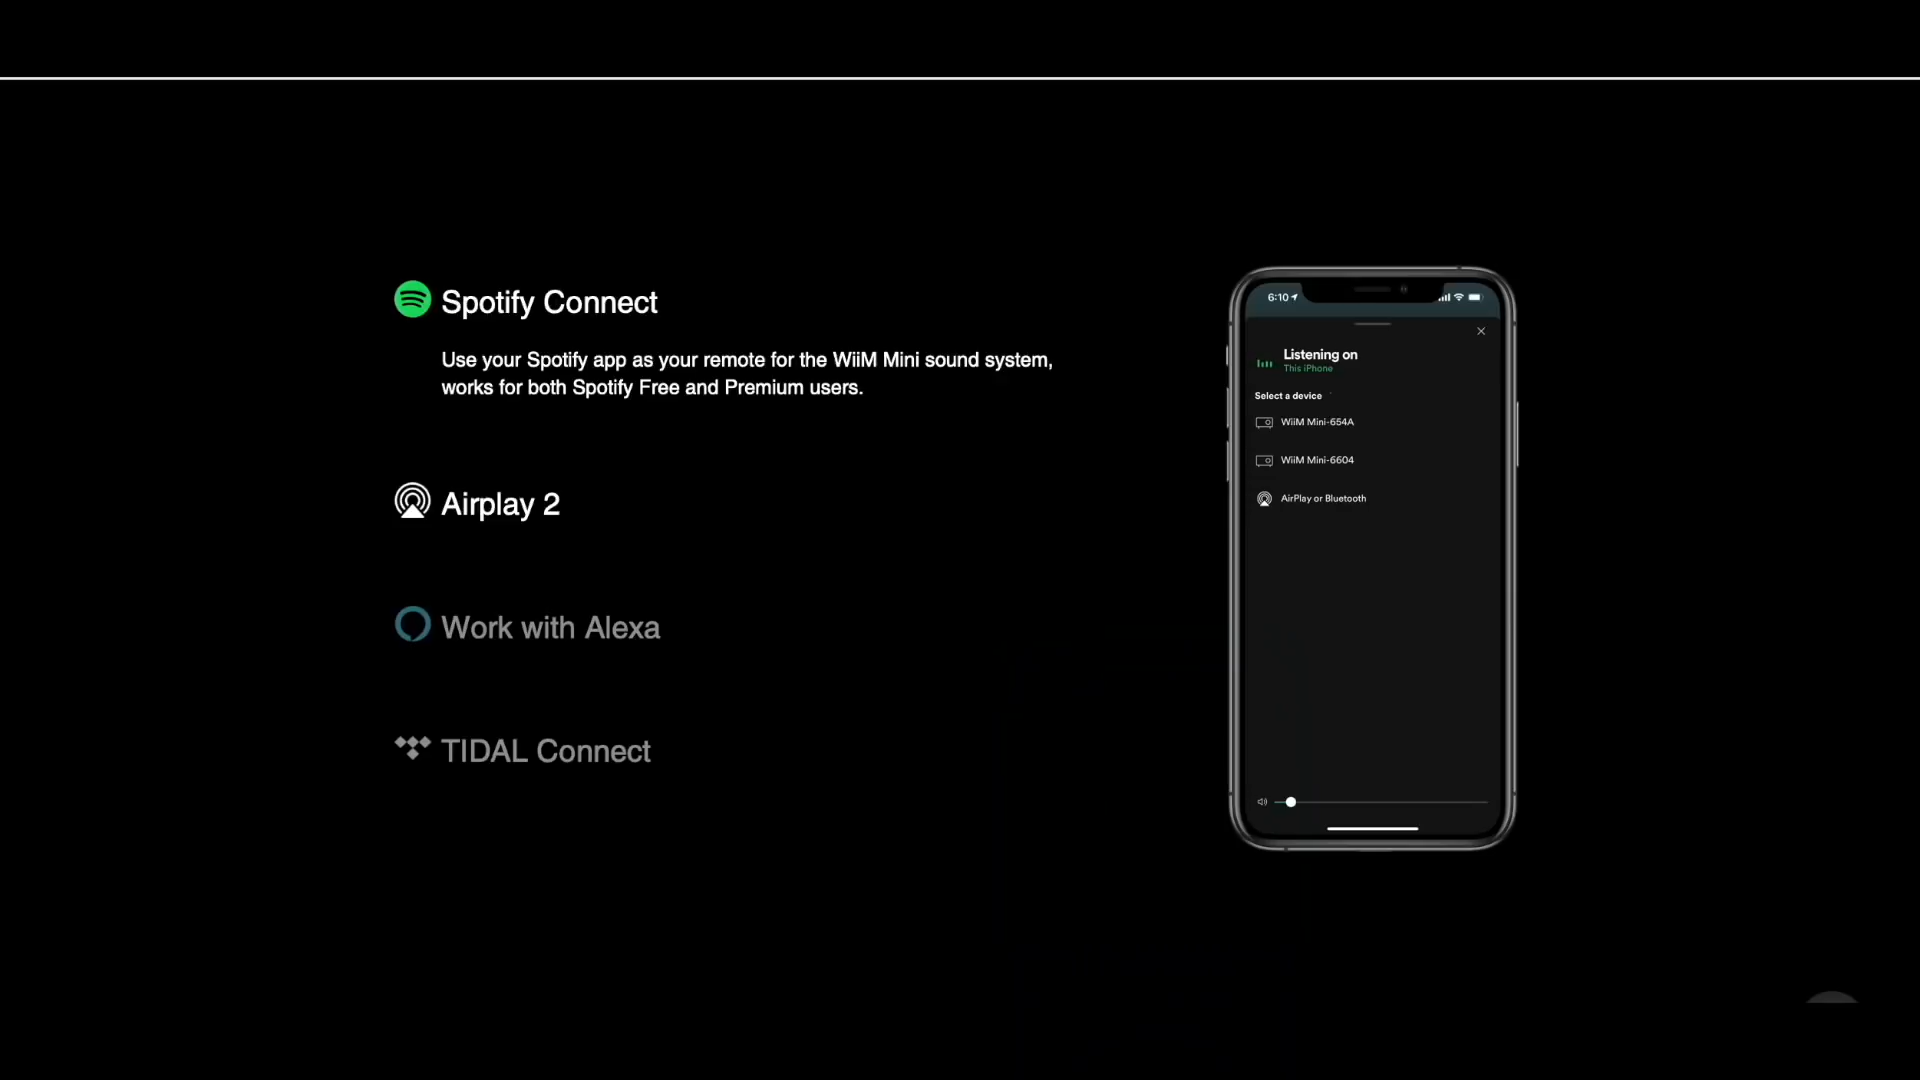 Spotify Connect
Use your Spotify app as your remote for the WiiM Mini sound system,
works for both Spotify Free and Premium users.
Airplay 2
Work with Alexa
TIDAL Connect
6:10
Listening on
This iPhone
Select a device
WiiM Mini-654A
WiiM Mini-6604
AirPlay or Bluetooth